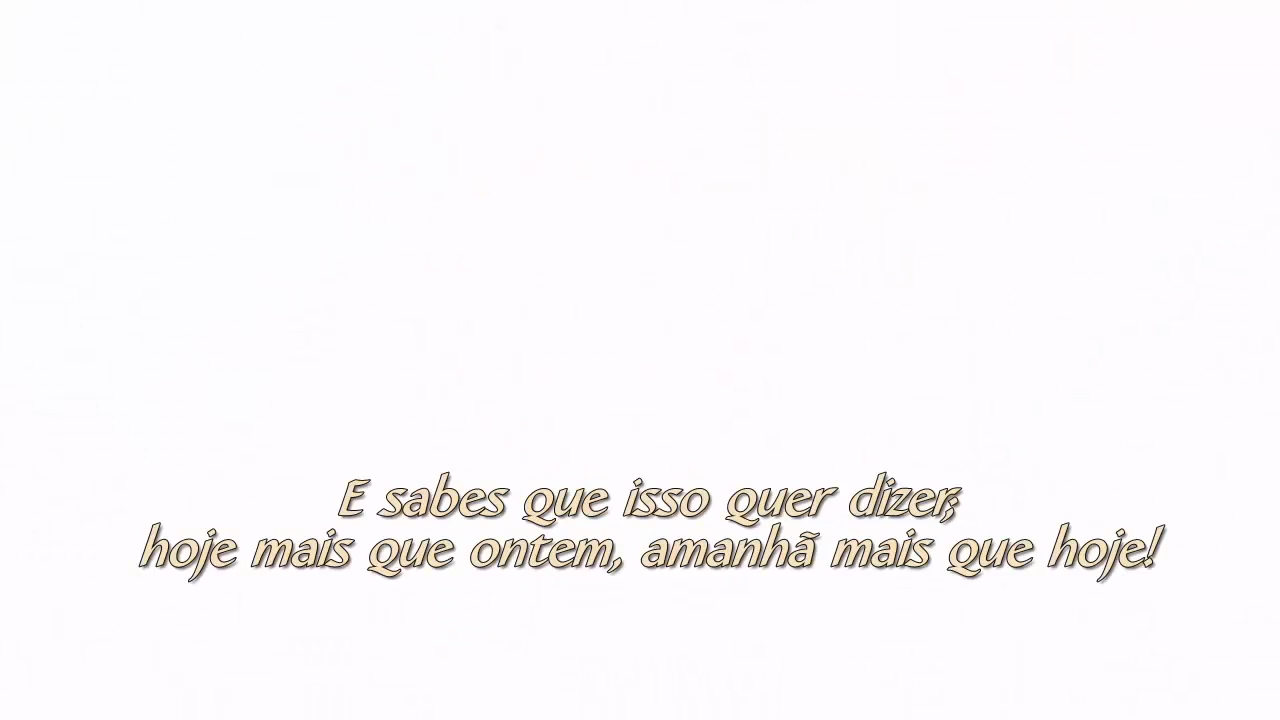 E sabes que isso quer dizer;
hoje mais que ontem, amanhã mais que hoje!